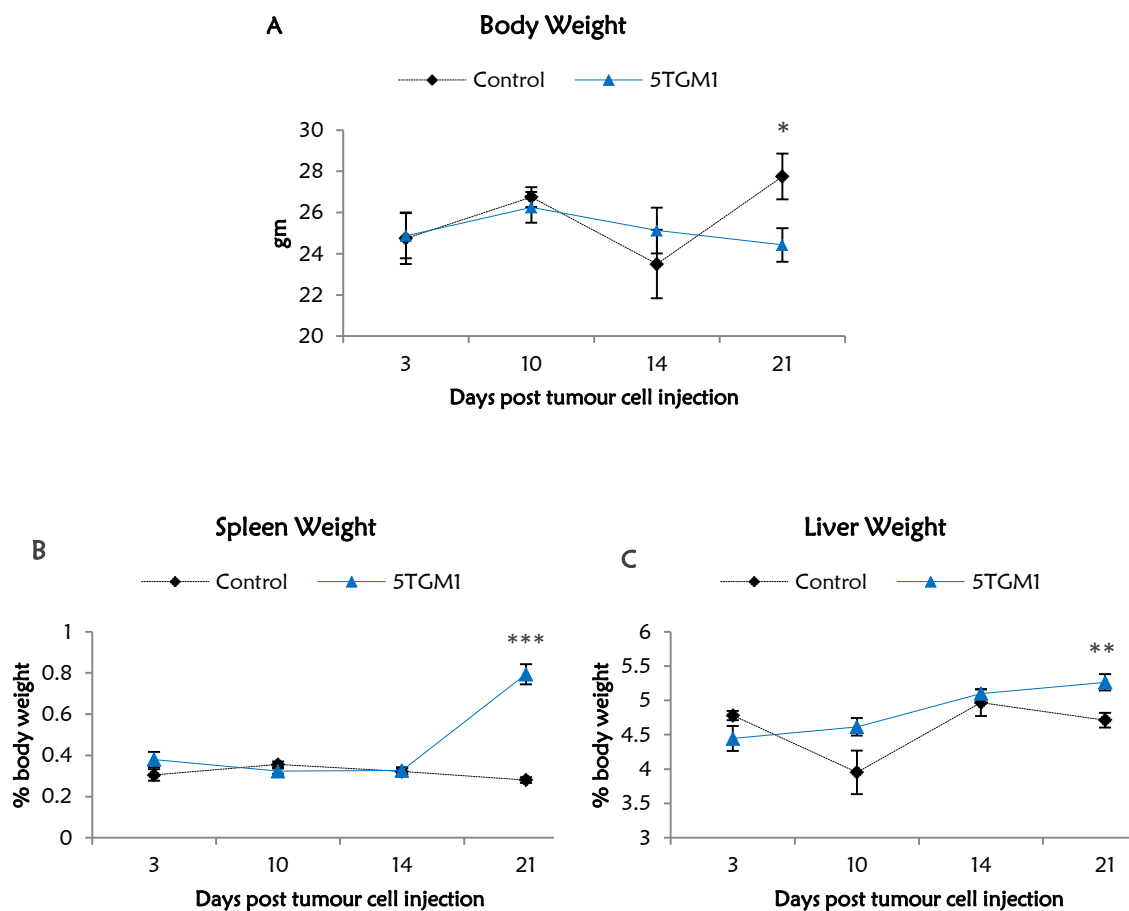 A
Body Weight
Control 5TGM1
*
30
28
26
24
22
20
gm
3 10 14 21
Days post tumour cell injection
B
Spleen Weight
Control 5TGM1
***
1
0.8
0.6
0.4
0.2
0
% body weight
3 10 14 21
Days post tumour cell injection
C
Liver Weight
Control 5TGM1
**
6
5.5
5
4.5
4
3.5
3
% body weight
3 10 14 21
Days post tumour cell injection